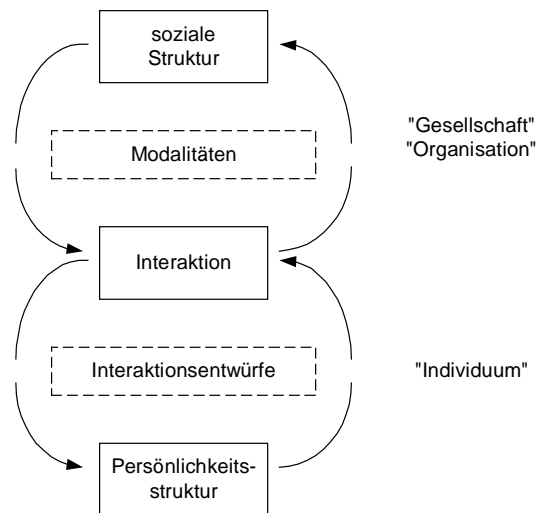 soziale
Struktur
"Gesellschaft"
"Organisation"
Modalitäten
Interaktion
Interaktionsentwürfe
"Individuum"
Persönlichkeits-
struktur